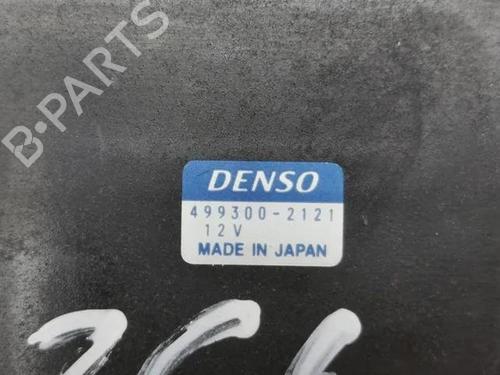 B-PARTS
DENSO
499300-2121
12V
MADE IN JAPAN